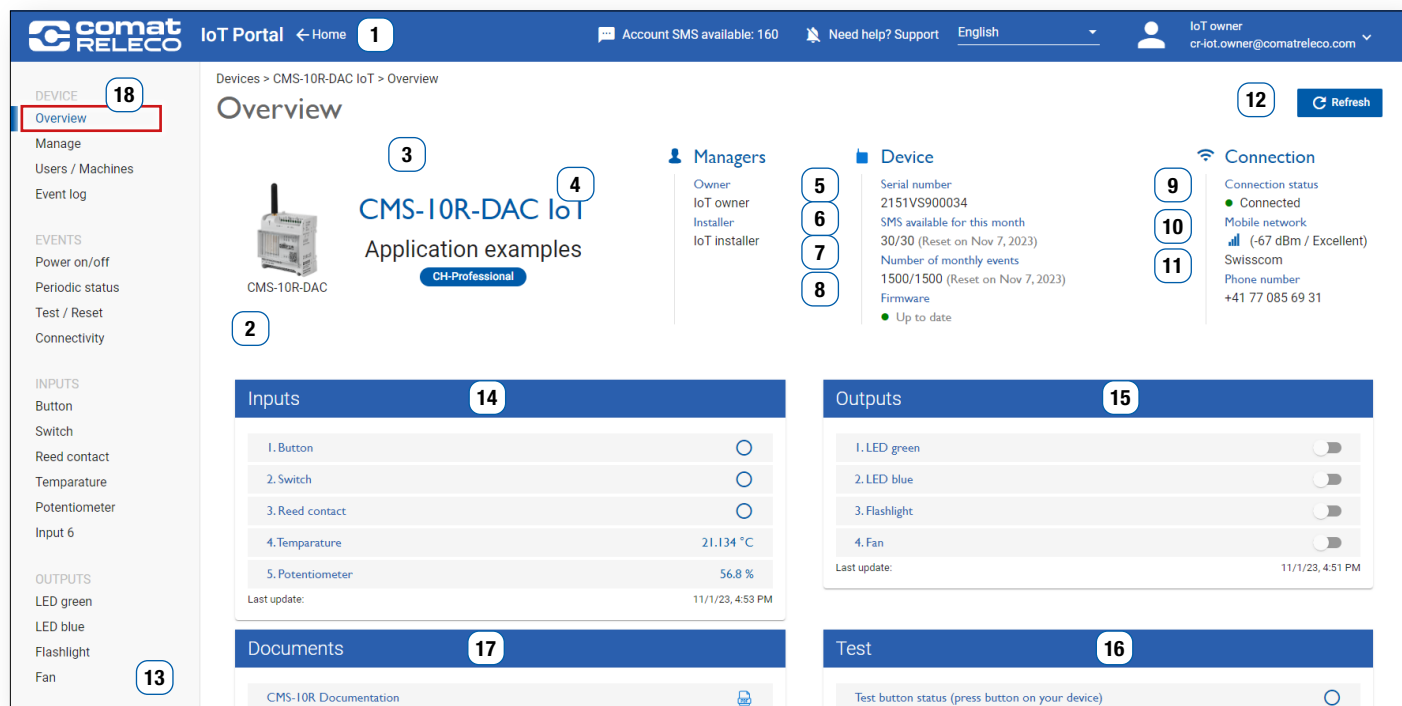 comat RELECO IoT Portal ← Home 1 Account SMS available: 160 Need help? Support English IoT owner
cr-iot.owner@comatreleco.com
DEVICE 18
Overview
Manage
Users / Machines
Event log
EVENTS
Power on/off
Periodic status
Test / Reset
Connectivity
INPUTS
Button
Switch
Reed contact
Temparature
Potentiometer
Input 6
OUTPUTS
LED green
LED blue
Flashlight
Fan 13
Devices > CMS-10R-DAC IoT > Overview
Overview
12 Refresh
3
4
CMS-10R-DAC IoT
Application examples
CH-Professional
CMS-10R-DAC
2
Managers
Owner
IoT owner
Installer
IoT installer
5
6
7
8
Device
Serial number
2151VS900034
SMS available for this month
30/30 (Reset on Nov 7, 2023)
Number of monthly events
1500/1500 (Reset on Nov 7, 2023)
Firmware
Up to date
9
10
11
Connection
Connection status
Connected
Mobile network
(-67 dBm / Excellent)
Swisscom
Phone number
+41 77 085 69 31
Inputs 14
1. Button
2. Switch
3. Reed contact
4. Temparature 21.134 °C
5. Potentiometer 56.8 %
Last update: 11/1/23, 4:53 PM
Outputs 15
1. LED green
2. LED blue
3. Flashlight
4. Fan
Last update: 11/1/23, 4:51 PM
Documents 17
CMS-10R Documentation
Test 16
Test button status (press button on your device)